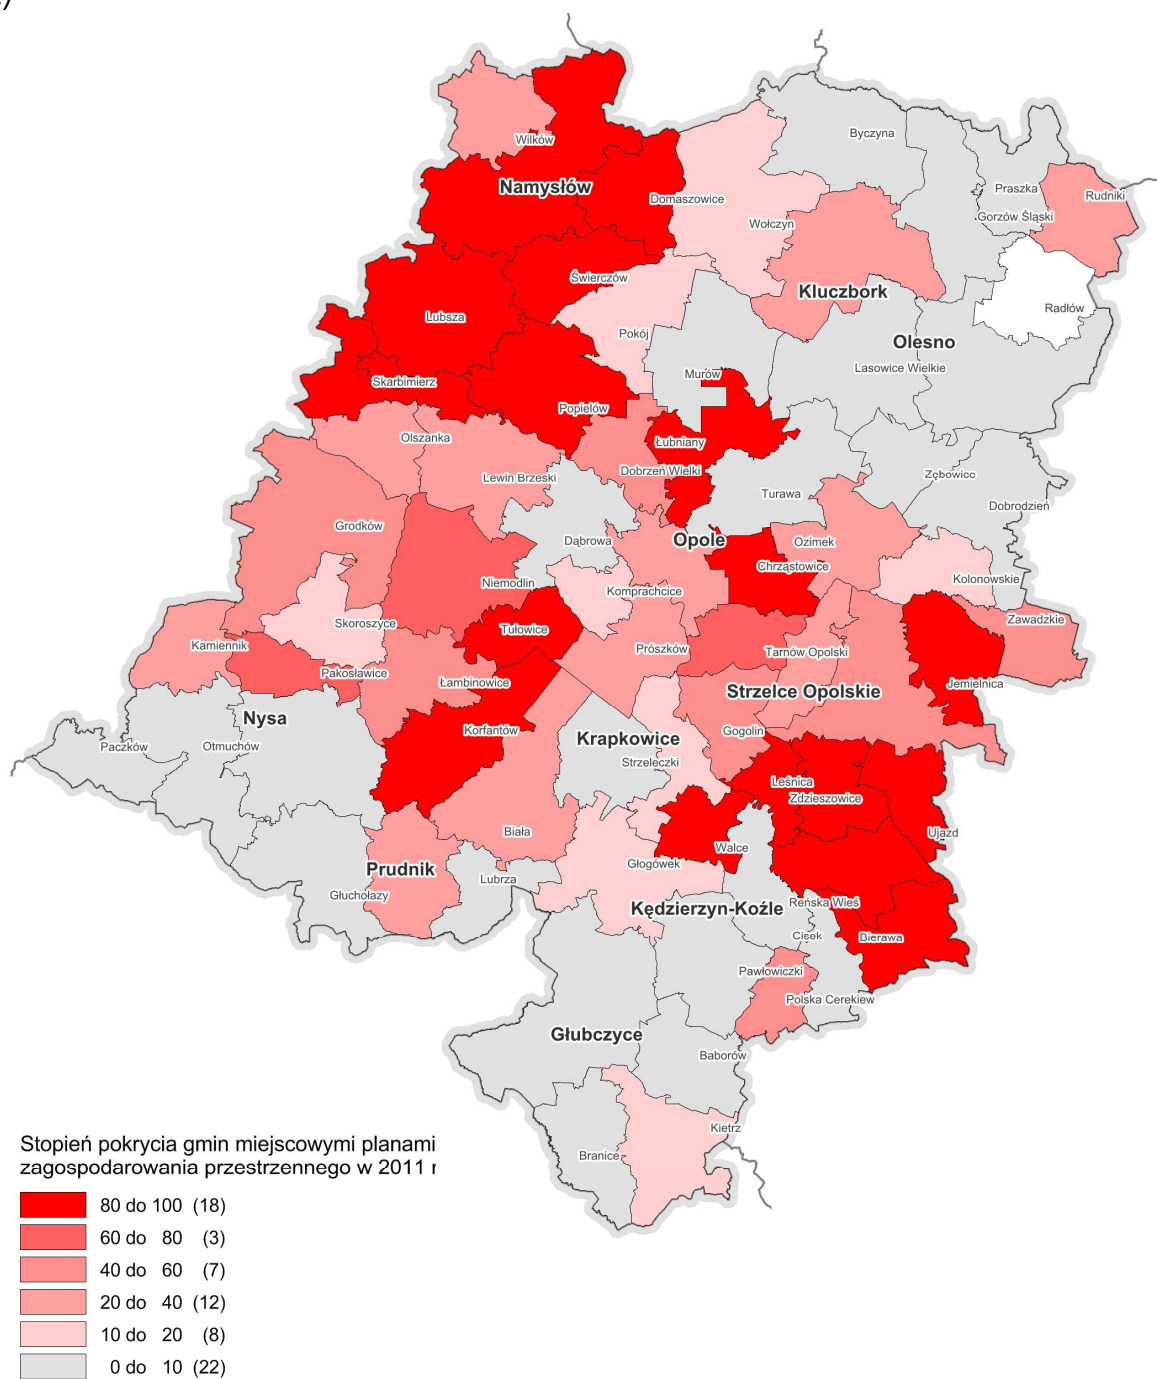 Wilków
Byczyna
Namysłów
Praszka
Rudniki
Domaszowice
Gorzów Śląski
Wołczyn
Świerczów
Kluczbork
Radłów
Lubsza
Pokój
Olesno
Lasowice Wielkie
Murów
Skarbimierz
Popielów
Olszanka
Łubniany
Dobrzeń Wielki
Lewin Brzeski
Zębowice
Turawa
Dobrodzień
Grodków
Dąbrowa
Opole
Ozimek
Chrząstowice
Niemodlin
Komprachcice
Kolonowskie
Skoroszyce
Tułowice
Zawadzkie
Kamiennik
Prószków
Tarnów Opolski
Pakosławice
Łambinowice
Strzelce Opolskie
Jemielnica
Nysa
Korfantów
Gogolin
Paczków
Otmuchów
Krapkowice
Strzeleczki
Leśnica
Zdzieszowice
Biała
Ujazd
Walce
Prudnik
Głogówek
Lubrza
Głuchołazy
Kędzierzyn-Koźle
Reńska Wieś
Cisek
Bierawa
Pawłowiczki
Polska Cerekiew
Głubczyce
Baborów
Kietrz
Branice
Stopień pokrycia gmin miejscowymi planami
zagospodarowania przestrzennego w 2011
80 do 100 (18)
60 do 80 (3)
40 do 60 (7)
20 do 40 (12)
10 do 20 (8)
0 do 10 (22)